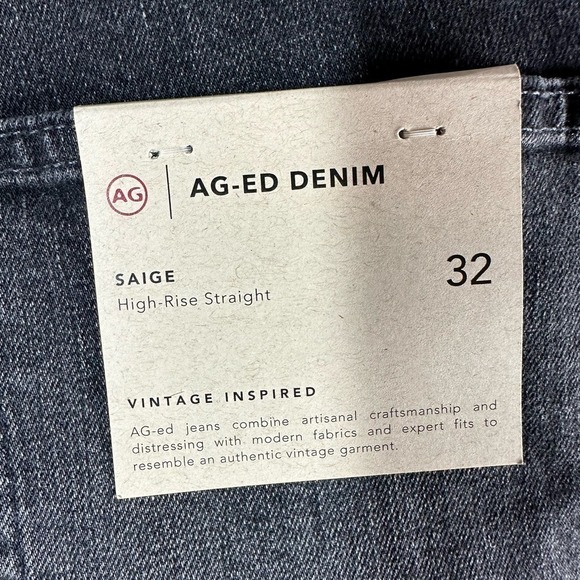 AG | AG-ED DENIM
SAIGE 32
High-Rise Straight
VINTAGE INSPIRED
AG-ed jeans combine artisanal craftsmanship and
distressing with modern fabrics and expert fits to
resemble an authentic vintage garment.